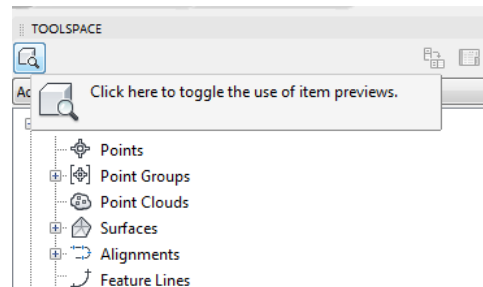 TOOLSPACE
Ac
Click here to toggle the use of item previews.
Points
Point Groups
Point Clouds
Surfaces
Alignments
Feature Lines